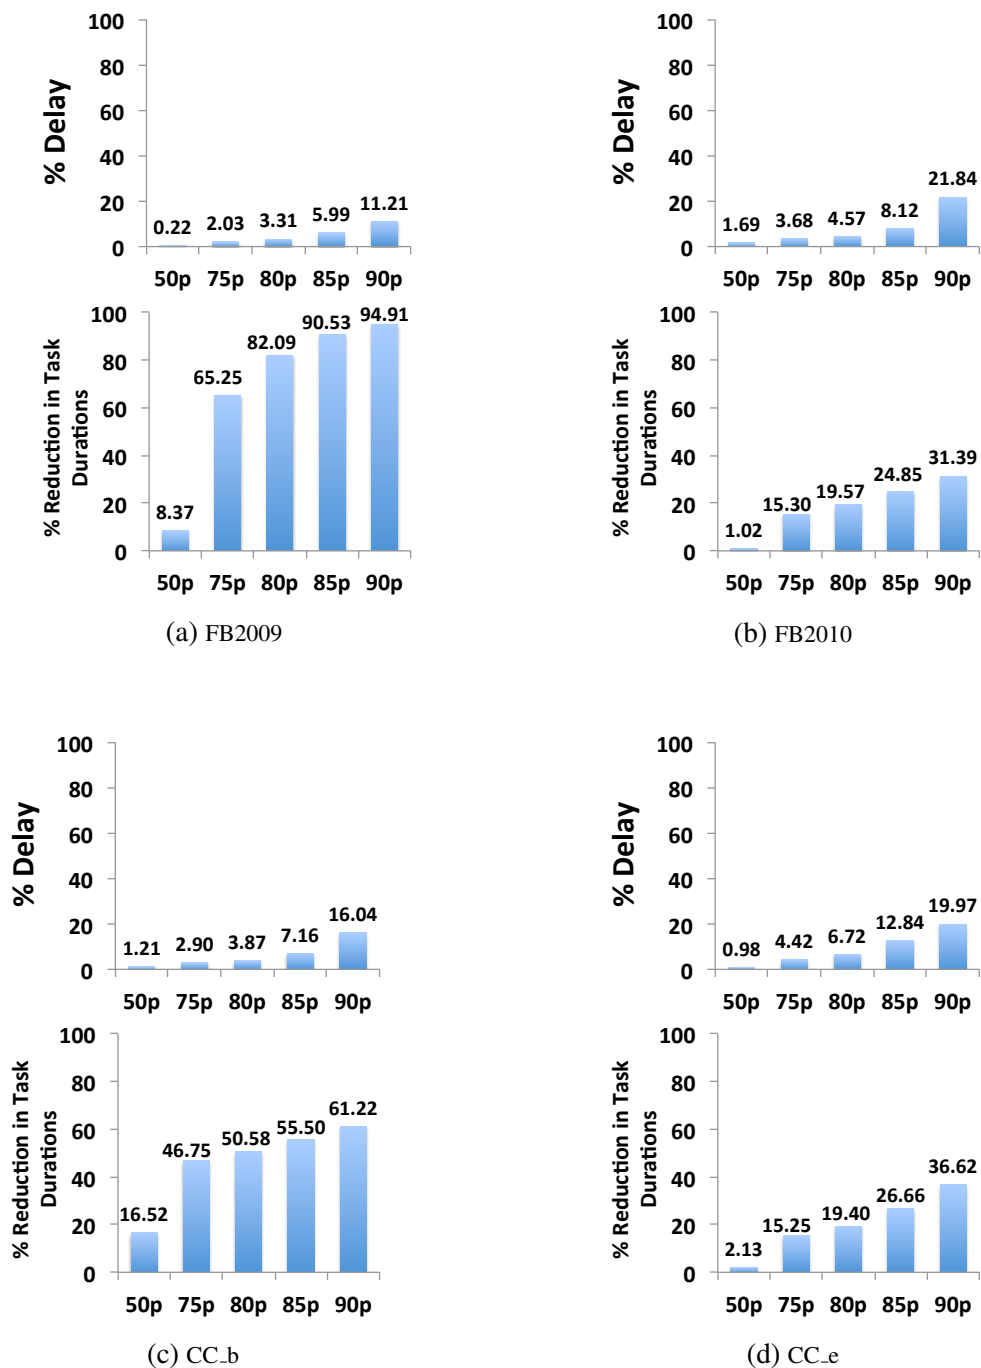 100
80
60
40
20
0
% Delay
0.22 2.03 3.31 5.99 11.21
50p 75p 80p 85p 90p
100
80
60
40
20
0
% Reduction in Task
Durations
8.37 65.25 82.09 90.53 94.91
50p 75p 80p 85p 90p
(a) FB2009
100
80
60
40
20
0
% Delay
1.69 3.68 4.57 8.12 21.84
50p 75p 80p 85p 90p
100
80
60
40
20
0
% Reduction in Task
Durations
1.02 15.30 19.57 24.85 31.39
50p 75p 80p 85p 90p
(b) FB2010
100
80
60
40
20
0
% Delay
1.21 2.90 3.87 7.16 16.04
50p 75p 80p 85p 90p
100
80
60
40
20
0
% Reduction in Task
Durations
16.52 46.75 50.58 55.50 61.22
50p 75p 80p 85p 90p
(c) CC_b
100
80
60
40
20
0
% Delay
0.98 4.42 6.72 12.84 19.97
50p 75p 80p 85p 90p
100
80
60
40
20
0
% Reduction in Task
Durations
2.13 15.25 19.40 26.66 36.62
50p 75p 80p 85p 90p
(d) CC_e